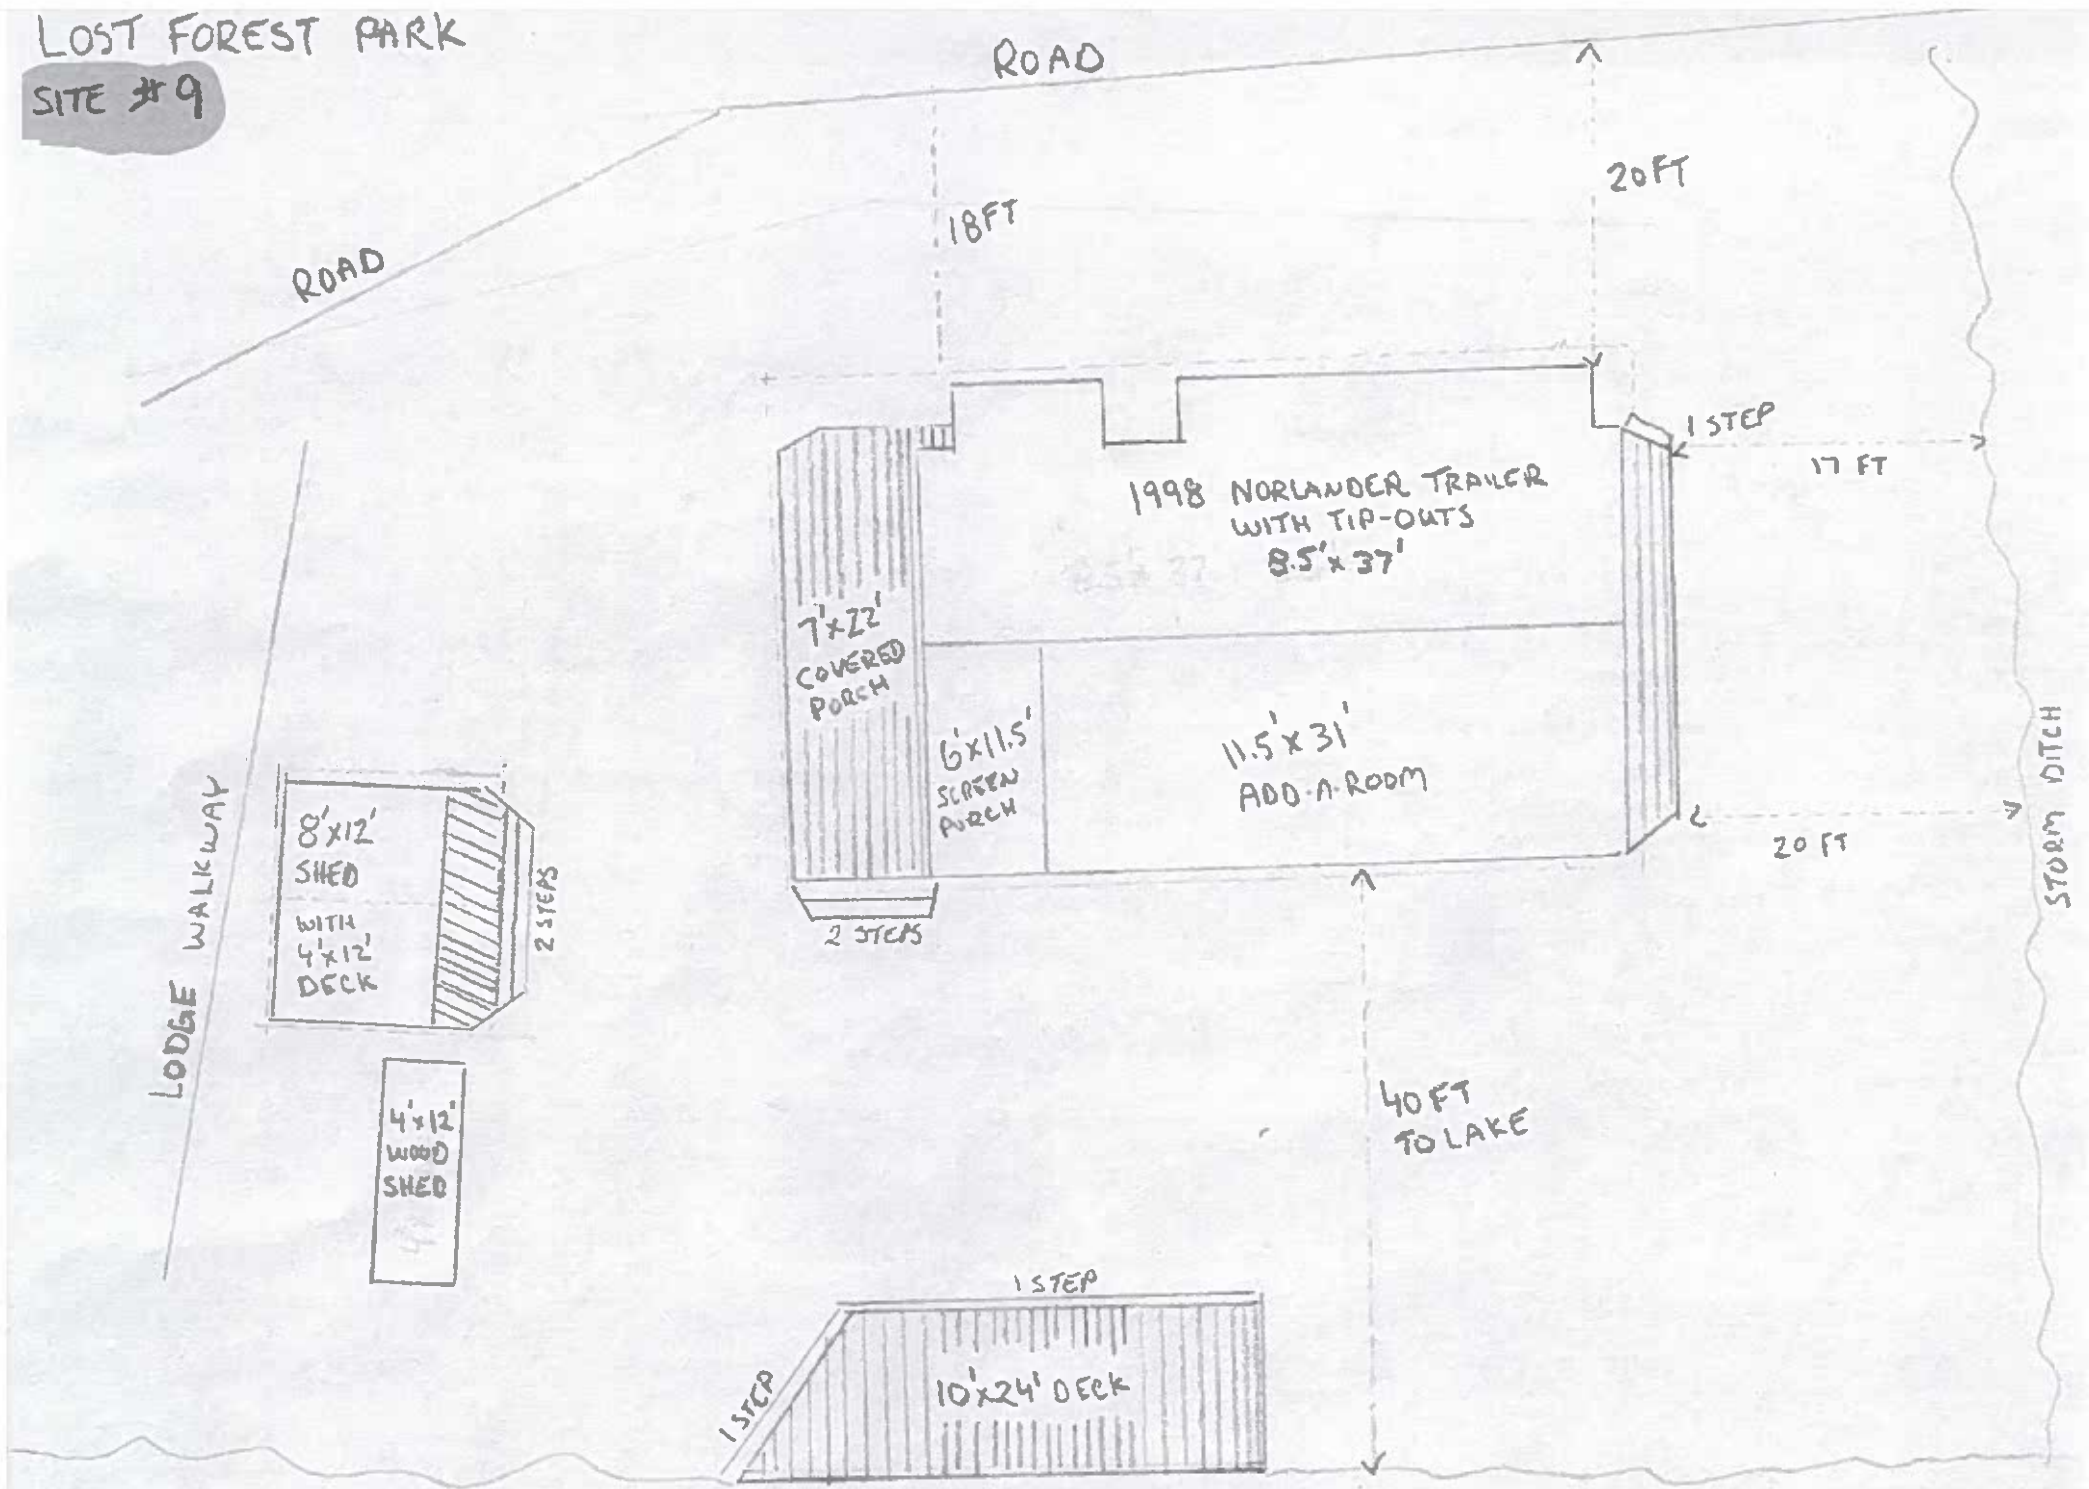 LOST FOREST PARK
SITE #9
ROAD
ROAD
18FT
20FT
1 STEP
17 FT
1998 NORLANDER TRAILER
WITH TIP-OUTS
8.5' x 37'
7'x22'
COVERED
PORCH
6'x11.5'
SCREEN
PORCH
11.5' x 31'
ADD-A-ROOM
20 FT
STORM DITCH
2 STEPS
LODGE WALKWAY
8'x12'
SHED
WITH
4'x12'
DECK
2 STEPS
4'x12'
WOOD
SHED
40 FT
TO LAKE
1 STEP
1 STEP
10'x24' DECK